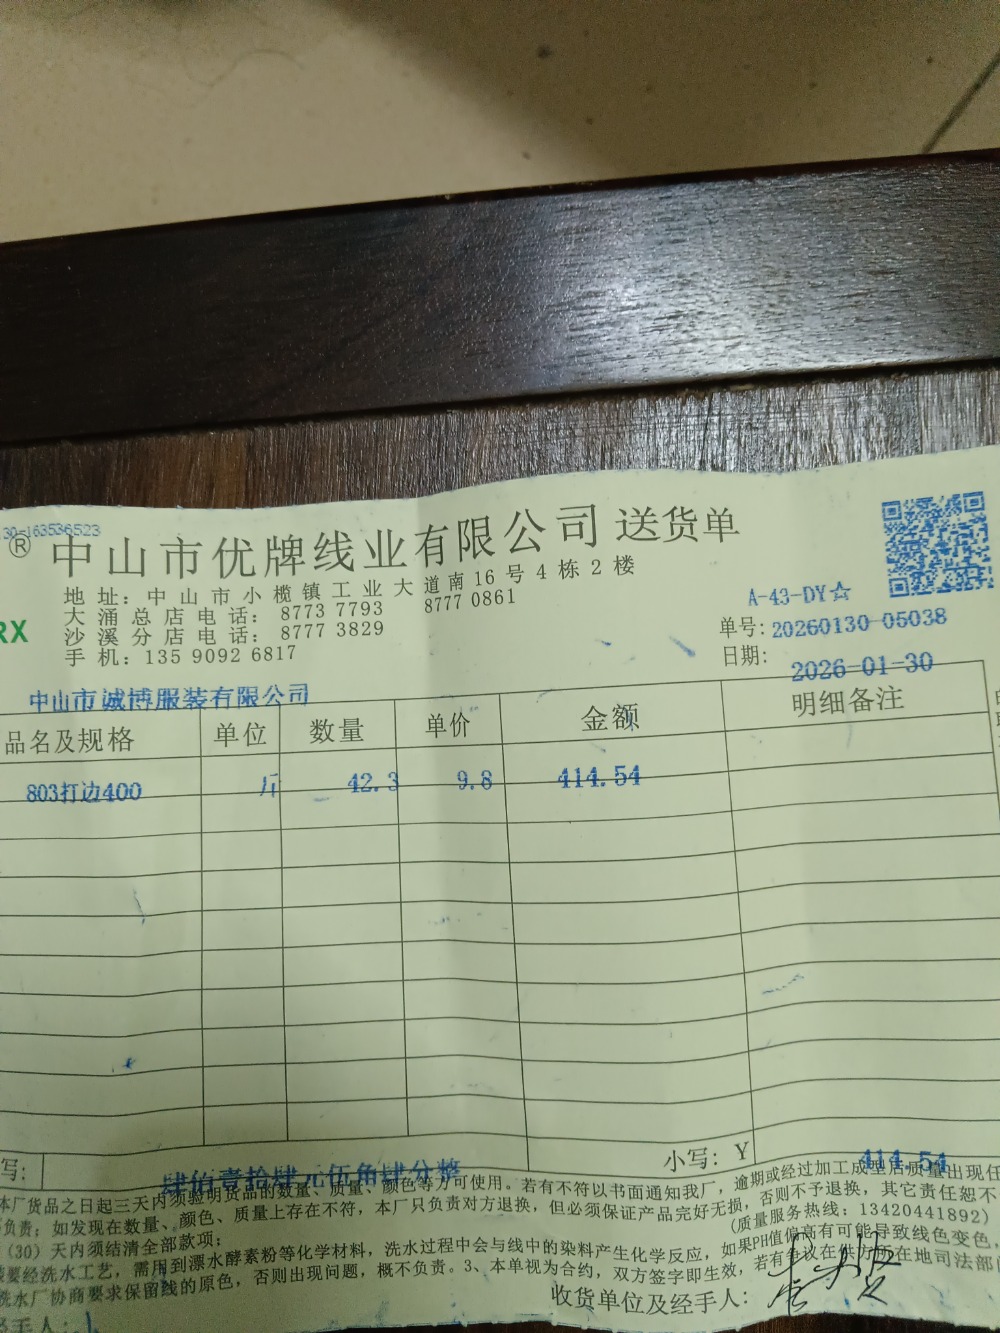 30-163536523
® 中山市优牌线业有限公司 送货单
地址：中山市小榄镇工业大道南16号4栋2楼
大涌总店电话：8773 7793 8777 0861
沙溪分店电话：8777 3829
手机：135 9092 6817
RX
A-43-DY☆
单号：20260130-05038
日期：2026-01-30
中山市诚博服装有限公司
品名及规格 单位 数量 单价 金额 明细备注
803打边400 斤 42.3 9.8 414.54
写： 肆佰壹拾肆元伍角肆分整 小写：￥ 414.54
本厂货品之日起三天内须验明货品的数量、质量、颜色等方可使用。若有不符以书面通知我厂，逾期或经过加工成里后质量出现任
负责；如发现在数量、颜色、质量上存在不符，本厂只负责对方退换，但必须保证产品完好无损，否则不予退换，其它责任恕不
（30）天内须结清全部款项； （质量服务热线：13420441892）
要经洗水工艺，需用到漂水酵素粉等化学材料，洗水过程中会与线中的染料产生化学反应，如果PH值偏高有可能导致线色变色，
洗水厂协商要求保留线的原色，否则出现问题，概不负责。3、本单视为合约，双方签字即生效，若有争议在供方所在地司法部
手人： 收货单位及经手人：